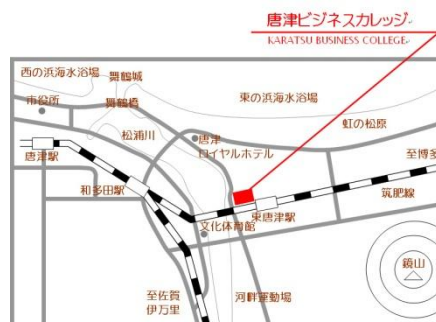 唐津ビジネスカレッジ
KARATSU BUSINESS COLLEGE
西の浜海水浴場
舞鶴城
市役所
舞鶴橋
東の浜海水浴場
松浦川
唐津
ロイヤルホテル
虹の松原
唐津駅
至博多
和多田駅
筑肥線
東唐津駅
文化体育館
鏡山
至佐賀
伊万里
河畔運動場